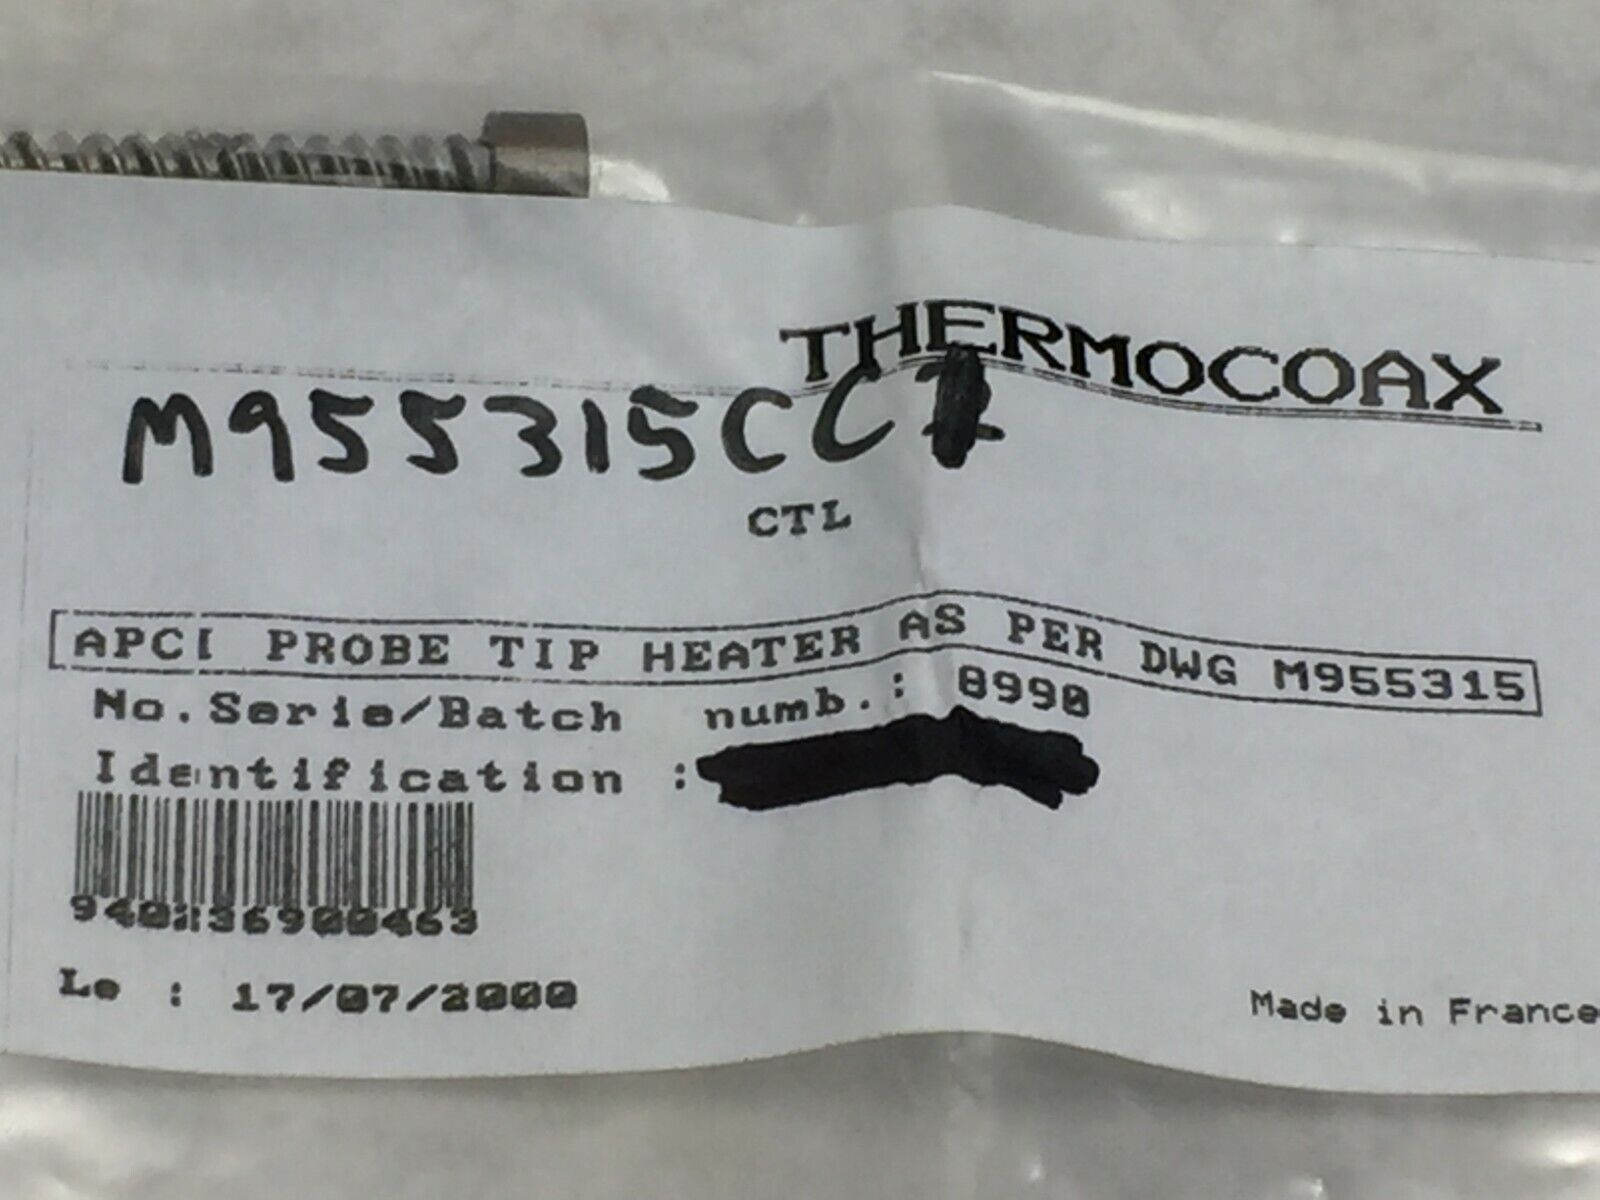 THERMOCOAX
M955315CC
CTL
APCI PROBE TIP HEATER AS PER DWG M955315
No.Serie/Batch numb.: 8990
Identification :
Le : 17/07/2000
Made in France